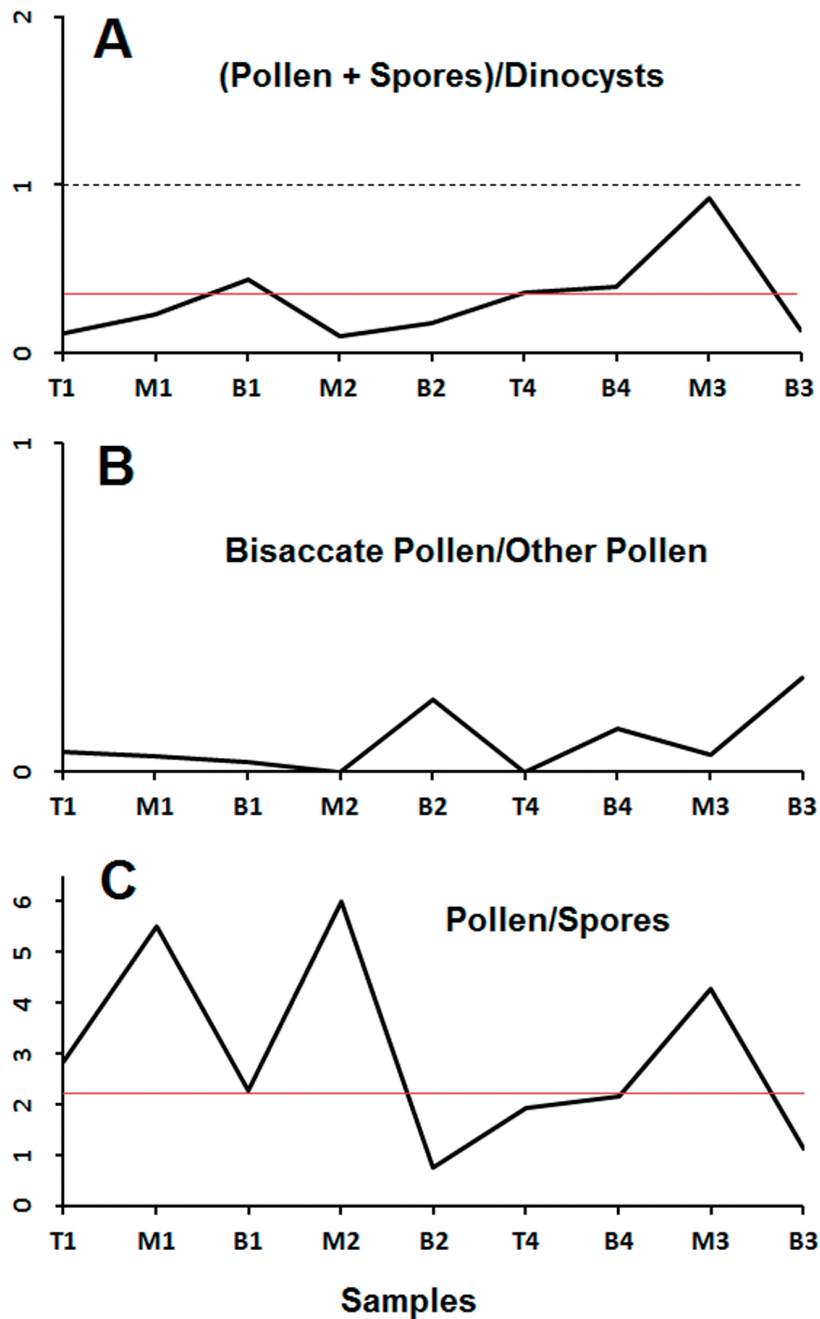 2
A
(Pollen + Spores)/Dinocysts
1
0
T1 M1 B1 M2 B2 T4 B4 M3 B3
1
B
Bisaccate Pollen/Other Pollen
0
T1 M1 B1 M2 B2 T4 B4 M3 B3
C
6
Pollen/Spores
5
4
3
2
1
0
T1 M1 B1 M2 B2 T4 B4 M3 B3
Samples